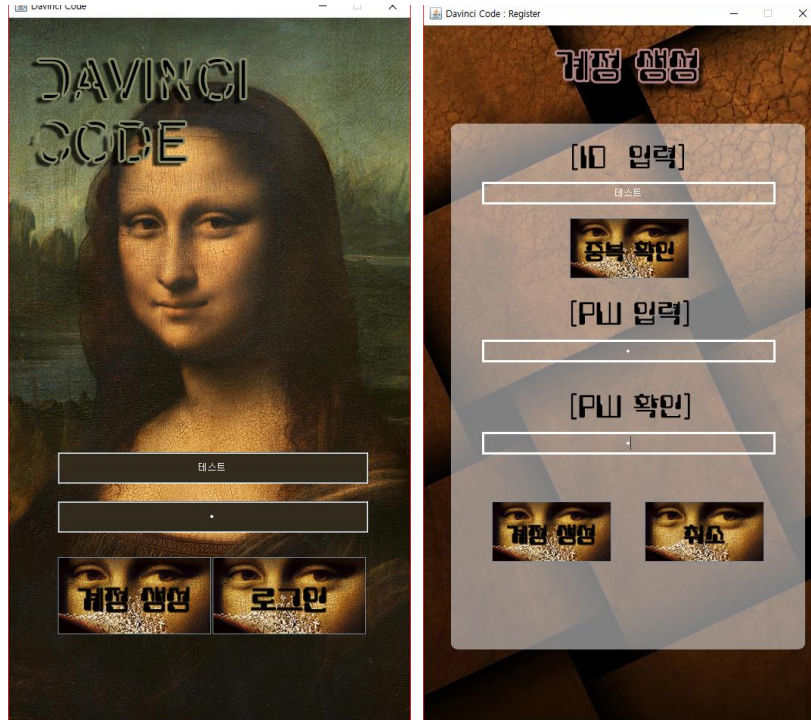 Davinci Code
DAVINCI
CODE
테스트
계정 생성
로그인
Davinci Code : Register
계정 생성
[ID 입력]
테스트
중복 확인
[PW 입력]
[PW 확인]
계정 생성
취소